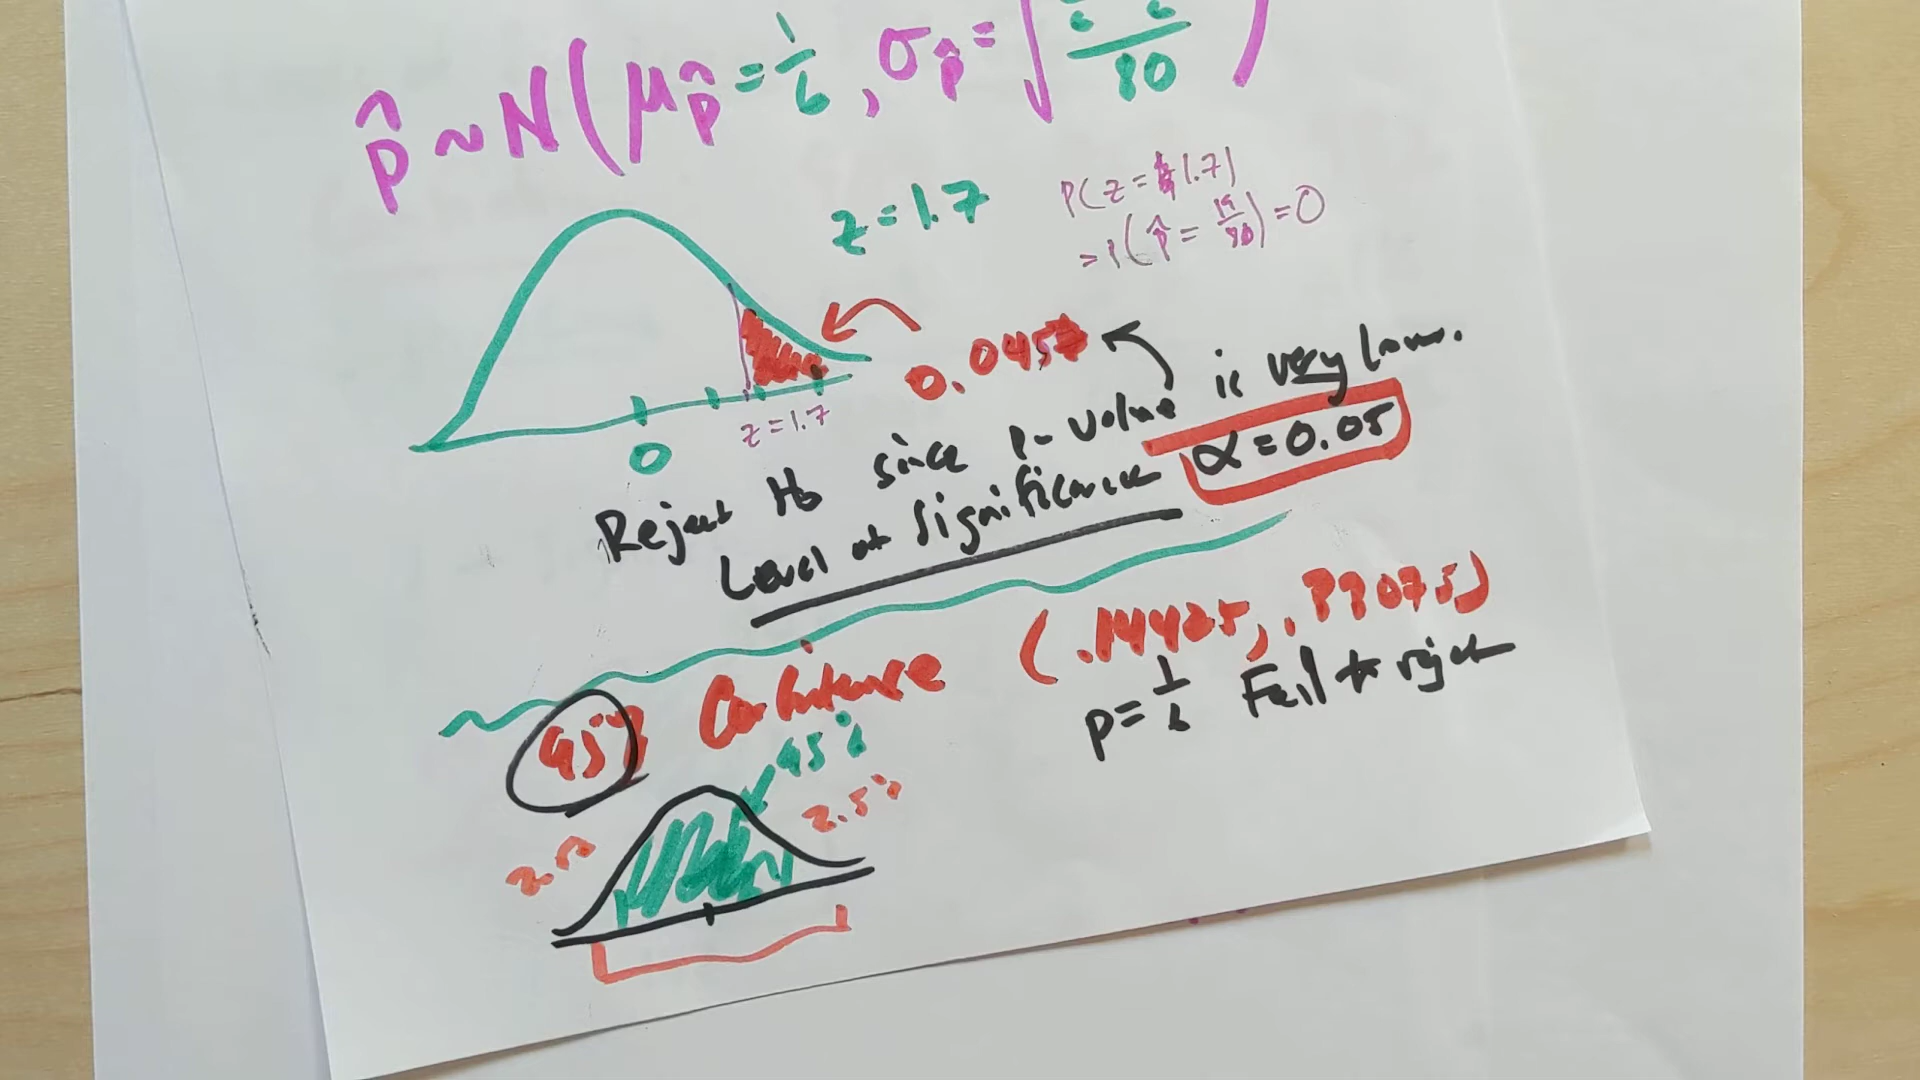 p̂ ~ N(μp̂ = 1/6, σp̂ = √ 80 )
z = 1.7
P(z = 1.7)
= P(p̂ = 19/80) = 0
0.045
z = 1.7
0
Reject H0 since p-value is very low.
Level of Significance α = 0.05
95% Confidence (.14425, .33075)
p = 1/6 Fail to reject
95%
2.5%
2.5%